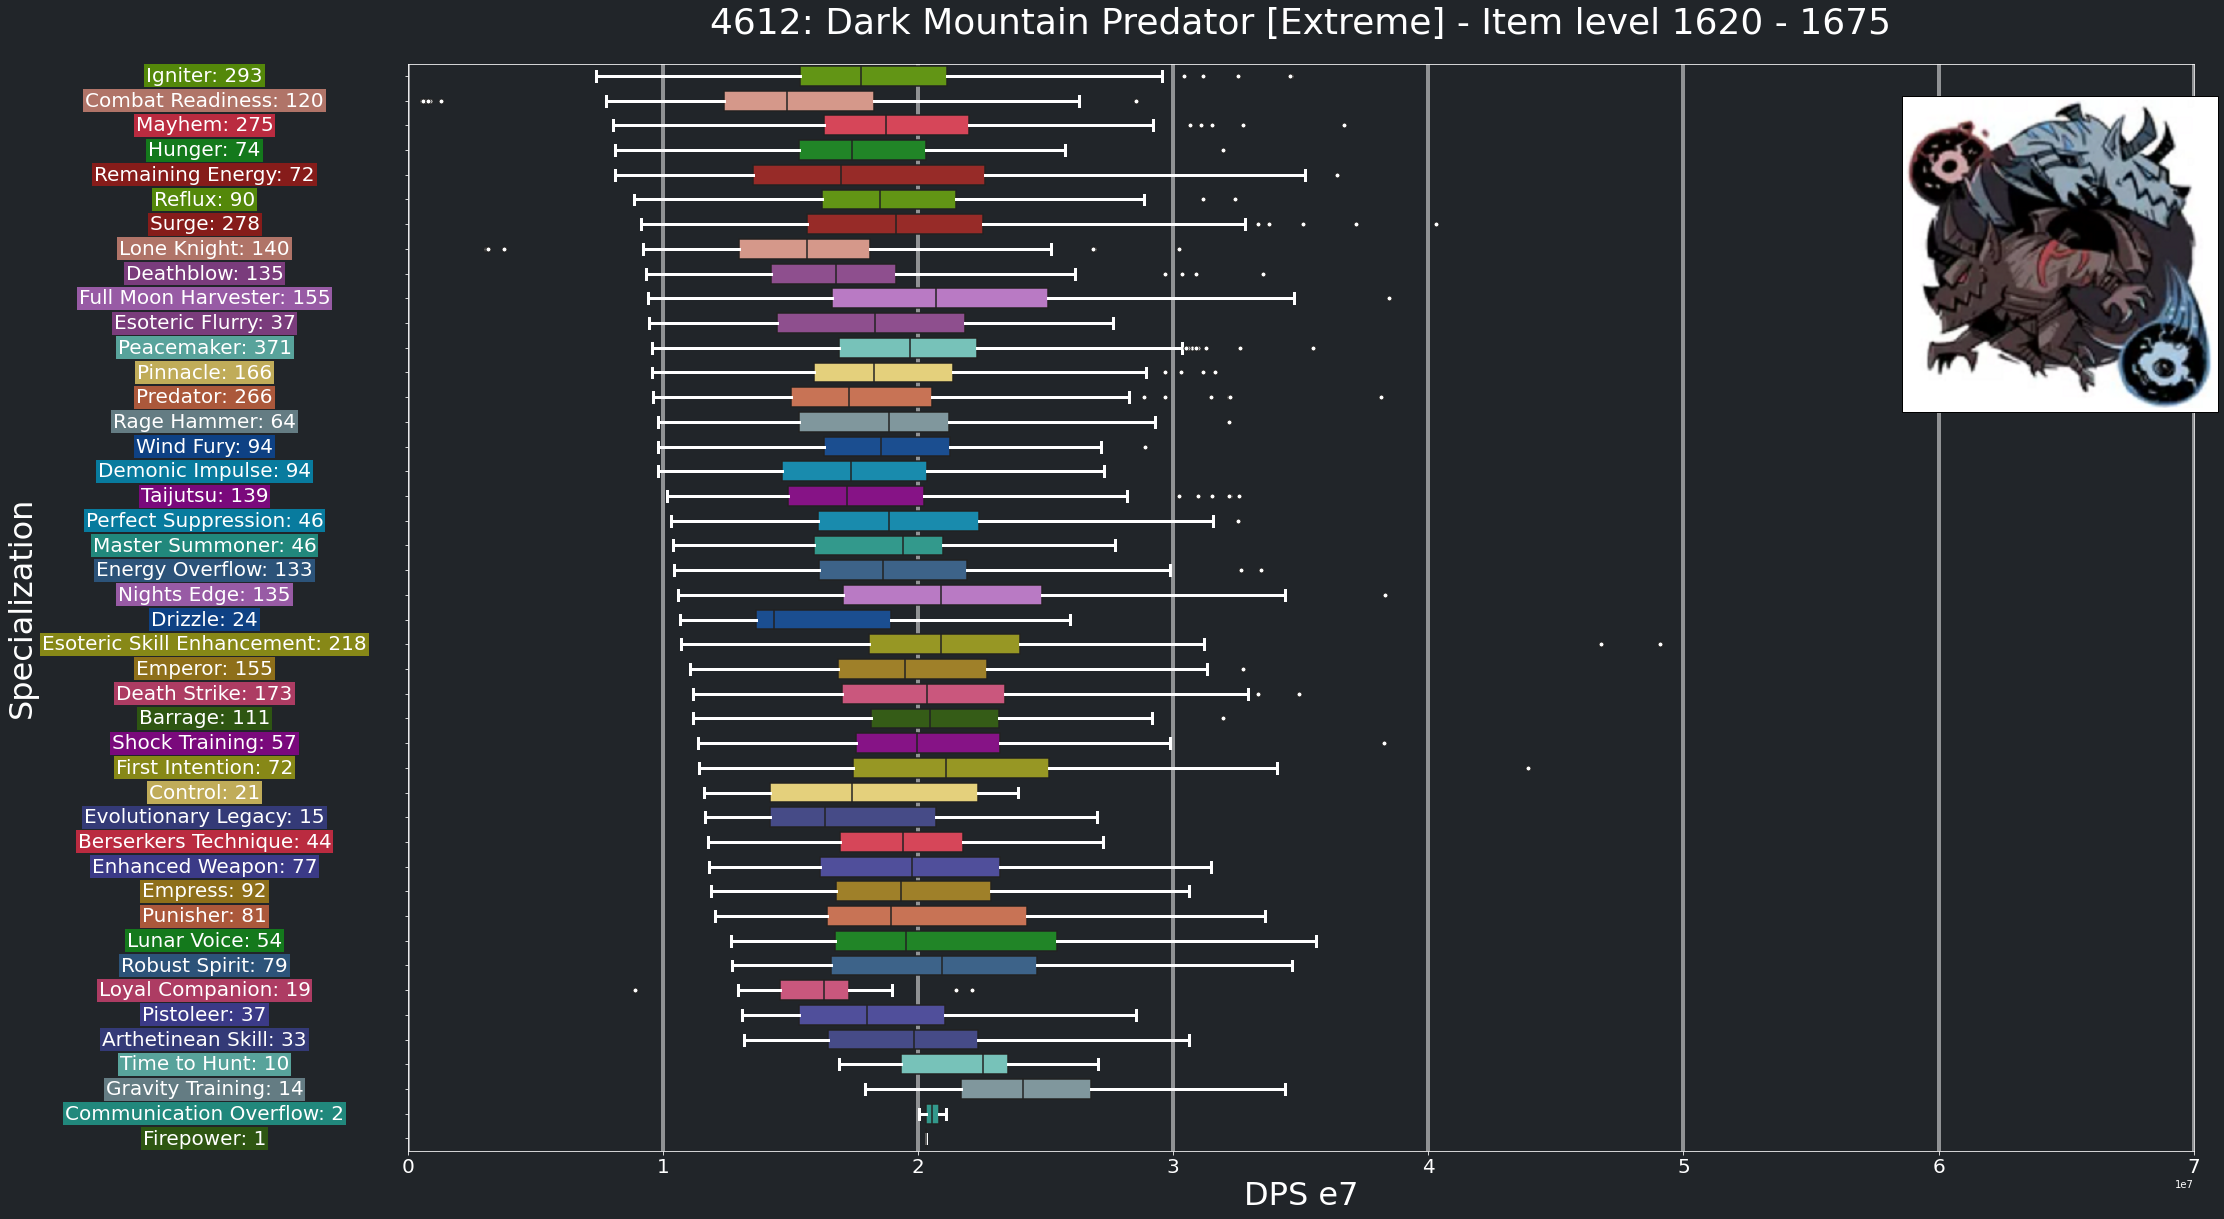 4612: Dark Mountain Predator [Extreme] - Item level 1620 - 1675
Specialization
Igniter: 293
Combat Readiness: 120
Mayhem: 275
Hunger: 74
Remaining Energy: 72
Reflux: 90
Surge: 278
Lone Knight: 140
Deathblow: 135
Full Moon Harvester: 155
Esoteric Flurry: 37
Peacemaker: 371
Pinnacle: 166
Predator: 266
Rage Hammer: 64
Wind Fury: 94
Demonic Impulse: 94
Taijutsu: 139
Perfect Suppression: 46
Master Summoner: 46
Energy Overflow: 133
Nights Edge: 135
Drizzle: 24
Esoteric Skill Enhancement: 218
Emperor: 155
Death Strike: 173
Barrage: 111
Shock Training: 57
First Intention: 72
Control: 21
Evolutionary Legacy: 15
Berserkers Technique: 44
Enhanced Weapon: 77
Empress: 92
Punisher: 81
Lunar Voice: 54
Robust Spirit: 79
Loyal Companion: 19
Pistoleer: 37
Arthetinean Skill: 33
Time to Hunt: 10
Gravity Training: 14
Communication Overflow: 2
Firepower: 1
0 1 2 3 4 5 6 7
DPS e7
1e7